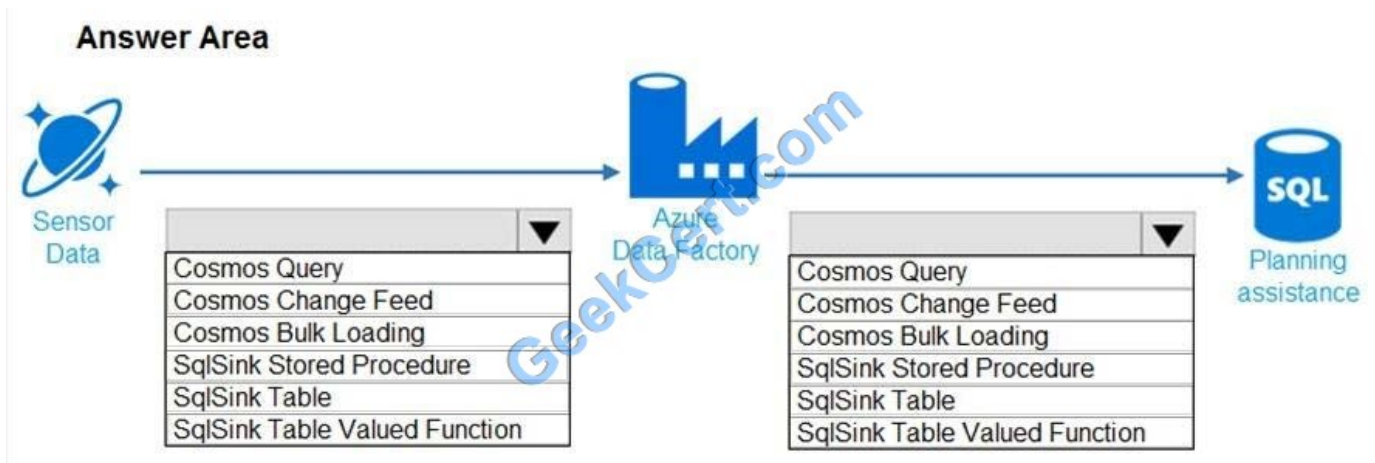 Answer Area
Sensor
Data
Cosmos Query
Cosmos Change Feed
Cosmos Bulk Loading
SqlSink Stored Procedure
SqlSink Table
SqlSink Table Valued Function
Azure
Data Factory
Cosmos Query
Cosmos Change Feed
Cosmos Bulk Loading
SqlSink Stored Procedure
SqlSink Table
SqlSink Table Valued Function
SQL
Planning
assistance
GeekCert.com